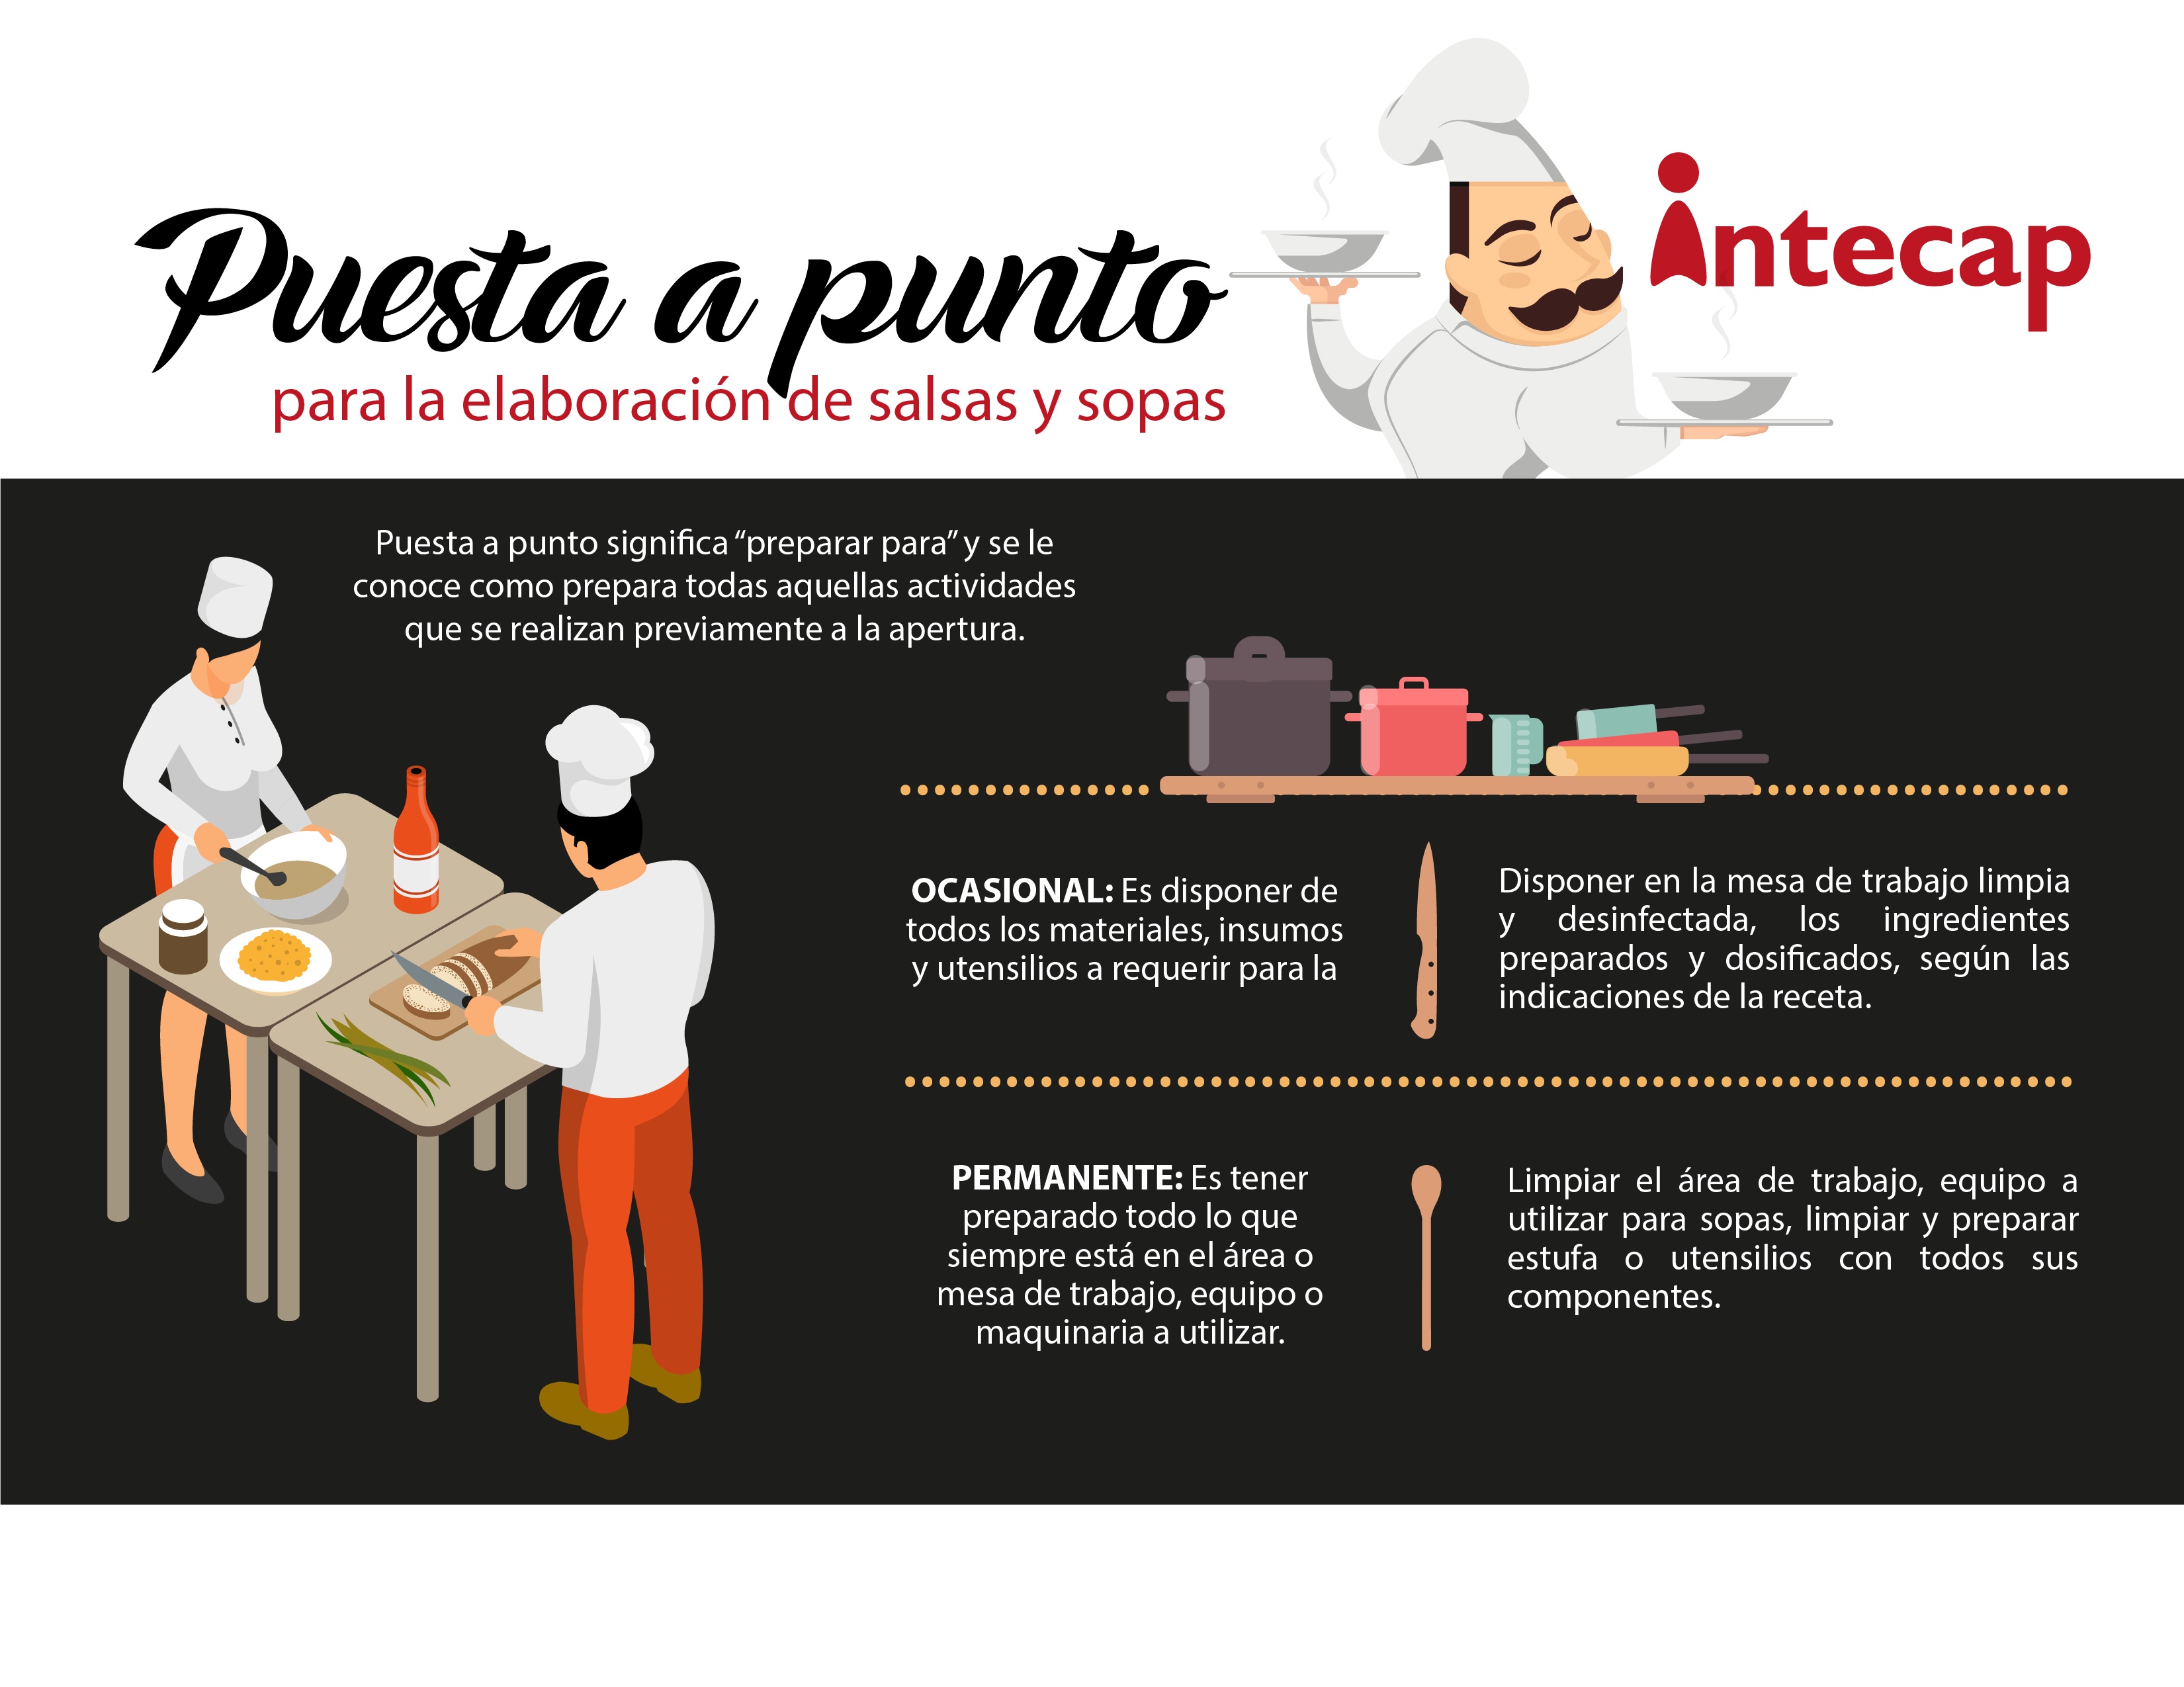 Puesta a punto
para la elaboración de salsas y sopas
intecap
Puesta a punto significa “preparar para” y se le
conoce como prepara todas aquellas actividades
que se realizan previamente a la apertura.
OCASIONAL: Es disponer de
todos los materiales, insumos
y utensilios a requerir para la
Disponer en la mesa de trabajo limpia
y desinfectada, los ingredientes
preparados y dosificados, según las
indicaciones de la receta.
PERMANENTE: Es tener
preparado todo lo que
siempre está en el área o
mesa de trabajo, equipo o
maquinaria a utilizar.
Limpiar el área de trabajo, equipo a
utilizar para sopas, limpiar y preparar
estufa o utensilios con todos sus
componentes.